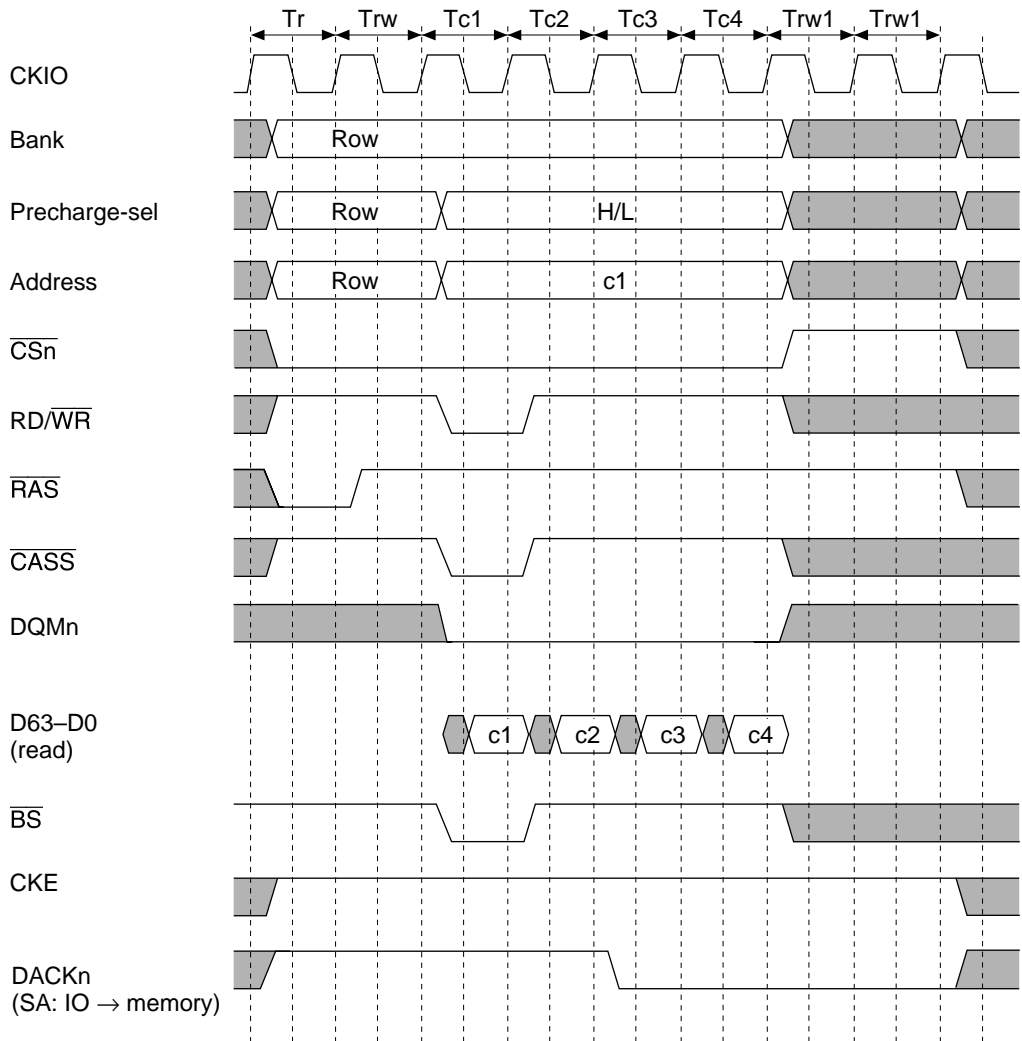 Tr Trw Tc1 Tc2 Tc3 Tc4 Trw1 Trw1
CKIO
Bank Row
Precharge-sel Row H/L
Address Row c1
CSn
RD/WR
RAS
CASS
DQMn
D63–D0
(read)
c1 c2 c3 c4
BS
CKE
DACKn
(SA: IO → memory)